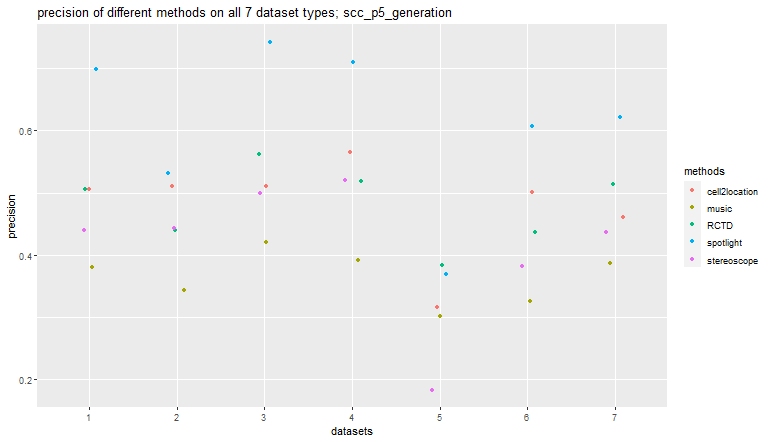 precision of different methods on all 7 dataset types; scc_p5_generation
precision
0.6
0.4
0.2
1 2 3 4 5 6 7
datasets
methods
cell2location
music
RCTD
spotlight
stereoscope